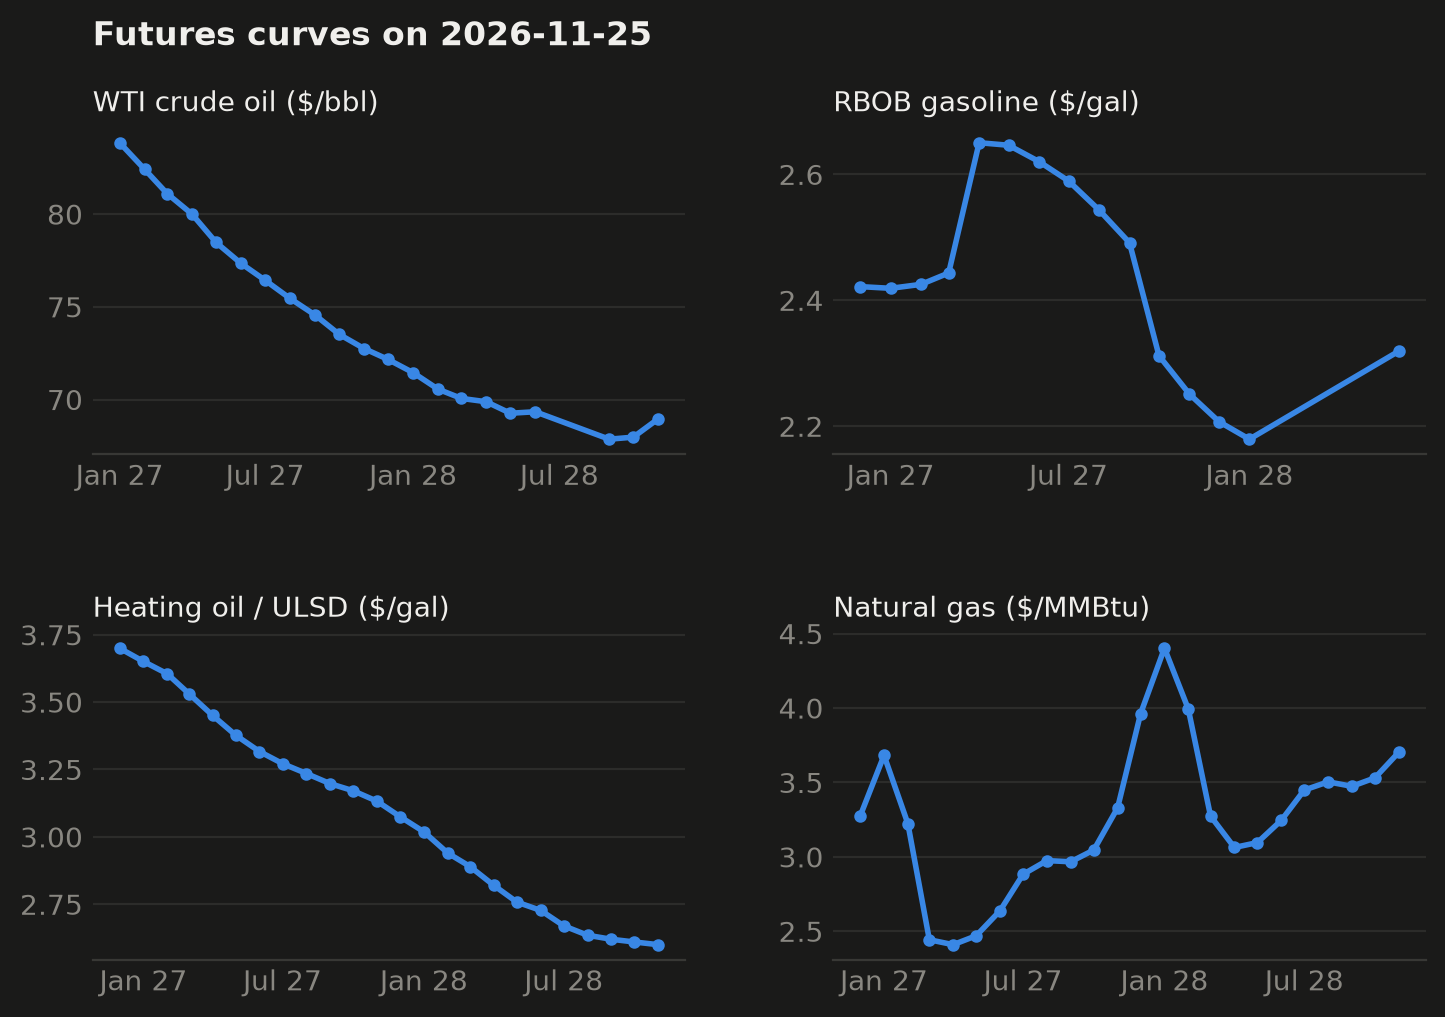 Futures curves on 2026-11-25
WTI crude oil ($/bbl)
80
75
70
Jan 27 Jul 27 Jan 28 Jul 28
RBOB gasoline ($/gal)
2.6
2.4
2.2
Jan 27 Jul 27 Jan 28
Heating oil / ULSD ($/gal)
3.75
3.50
3.25
3.00
2.75
Jan 27 Jul 27 Jan 28 Jul 28
Natural gas ($/MMBtu)
4.5
4.0
3.5
3.0
2.5
Jan 27 Jul 27 Jan 28 Jul 28